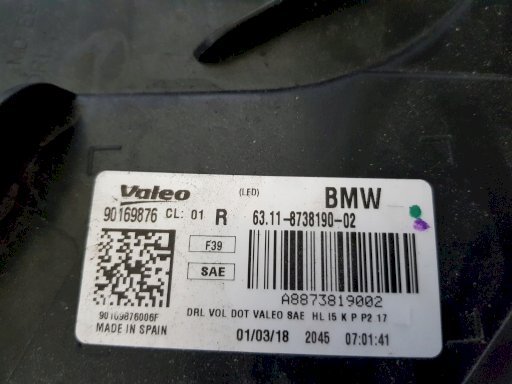 Valeo (LED) BMW
90169876 CL: 01 R 63.11-8738190-02
F39
SAE
A8873819002
90169876006F DRL VOL DOT VALEO SAE HL I5 K P P2 17
MADE IN SPAIN 01/03/18 2045 07:01:41